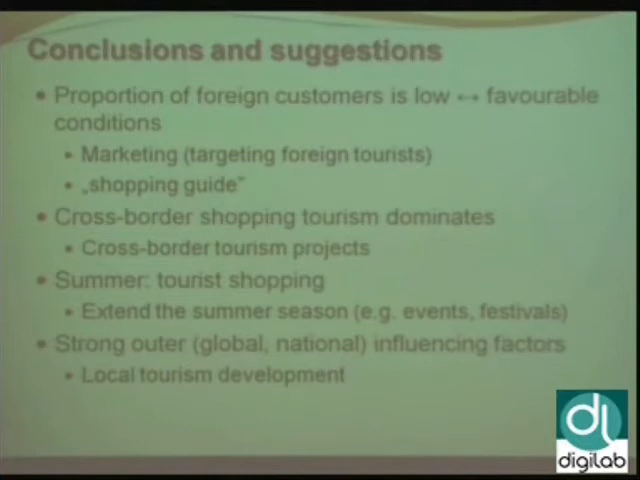 Conclusions and suggestions
• Proportion of foreign customers is low ↔ favourable
conditions
• Marketing (targeting foreign tourists)
• „shopping guide"
• Cross-border shopping tourism dominates
• Cross-border tourism projects
• Summer: tourist shopping
• Extend the summer season (e.g. events, festivals)
• Strong outer (global, national) influencing factors
• Local tourism development
dl
digilab